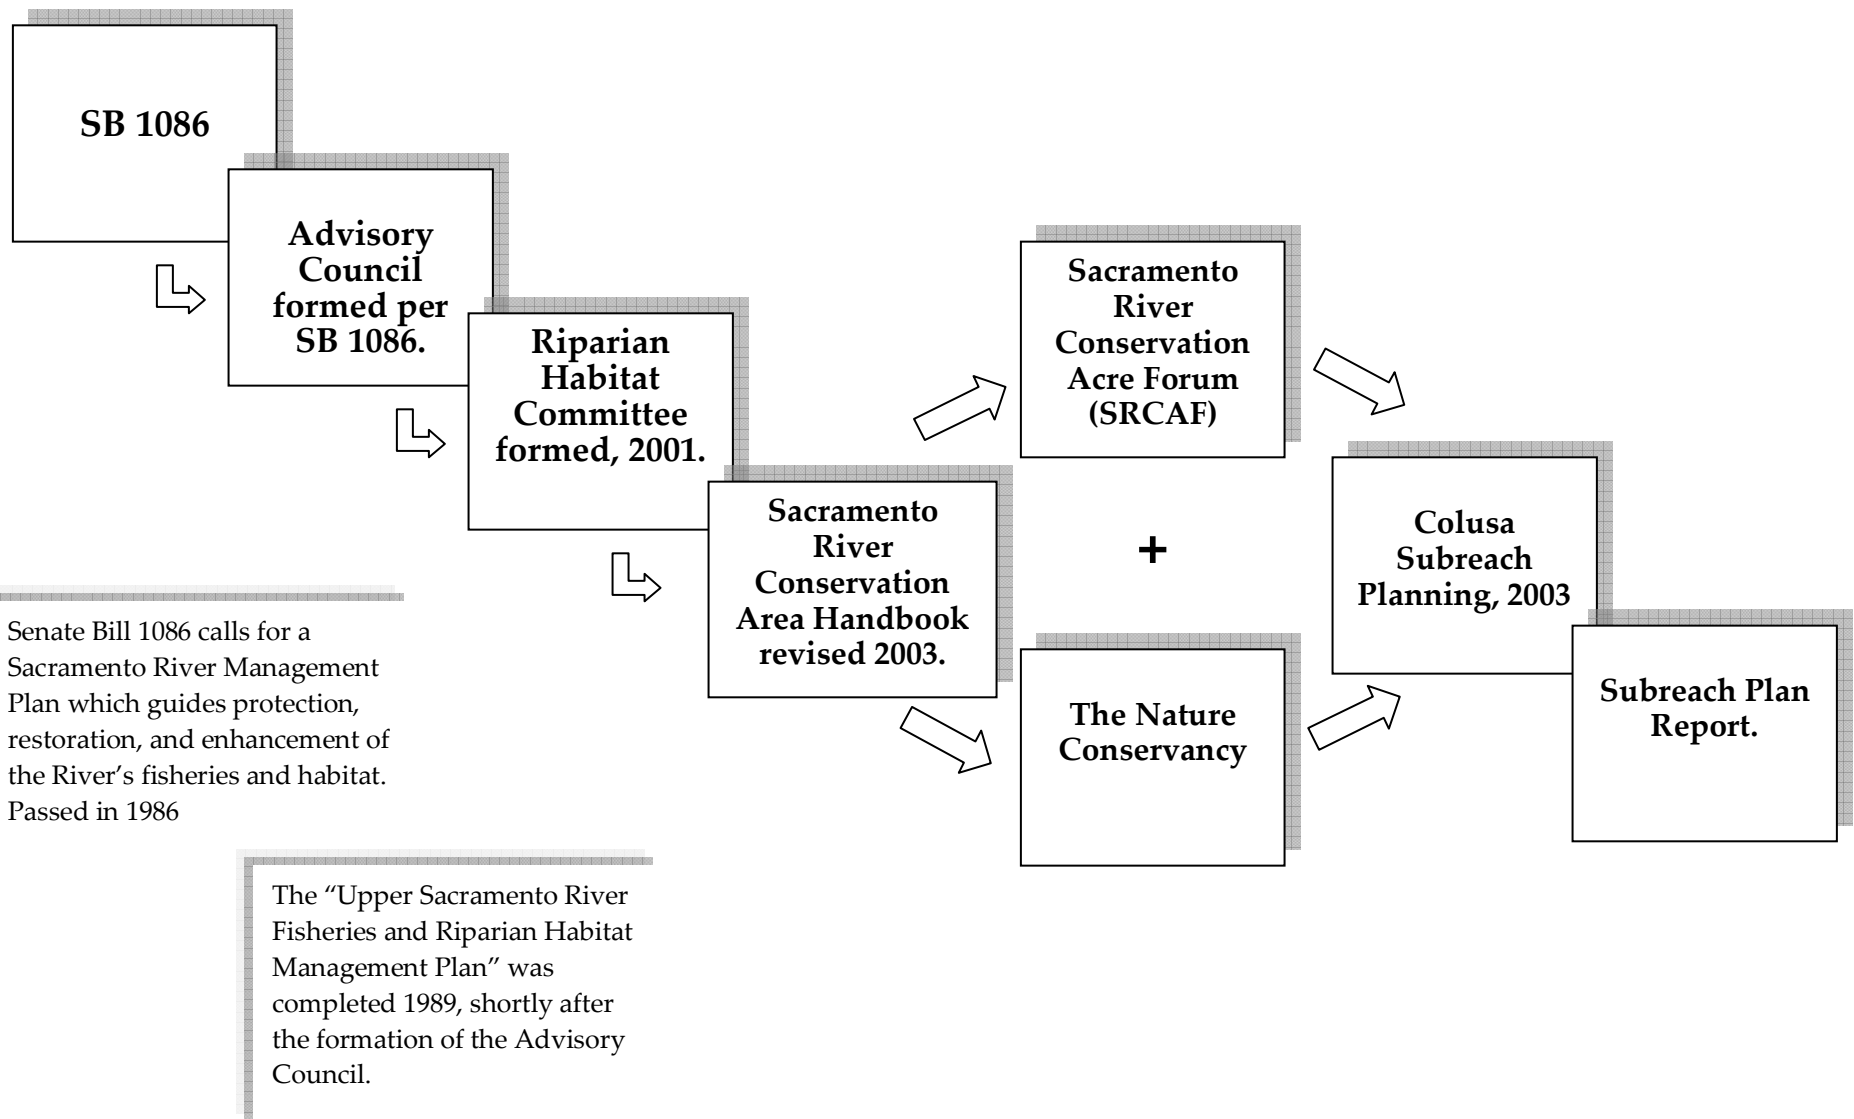 SB 1086
Advisory
Council
formed per
SB 1086.
Riparian
Habitat
Committee
formed, 2001.
Sacramento
River
Conservation
Area Handbook
revised 2003.
Sacramento
River
Conservation
Acre Forum
(SRCAF)
+
The Nature
Conservancy
Colusa
Subreach
Planning, 2003
Subreach Plan
Report.
Senate Bill 1086 calls for a
Sacramento River Management
Plan which guides protection,
restoration, and enhancement of
the River’s fisheries and habitat.
Passed in 1986
The “Upper Sacramento River
Fisheries and Riparian Habitat
Management Plan” was
completed 1989, shortly after
the formation of the Advisory
Council.